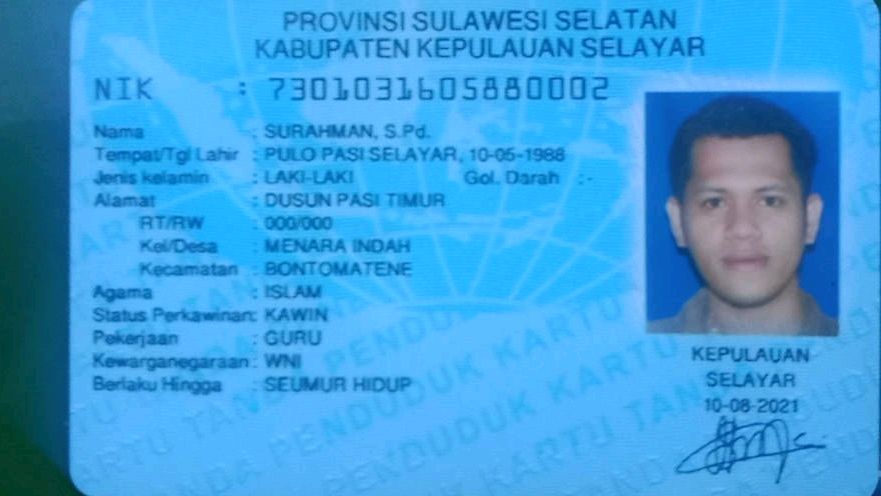 PROVINSI SULAWESI SELATAN
KABUPATEN KEPULAUAN SELAYAR
NIK : 7301031605880002
Nama : SURAHMAN, S.Pd.
Tempat/Tgl Lahir : PULO PASI SELAYAR, 10-05-1988
Jenis kelamin : LAKI-LAKI Gol. Darah :-
Alamat : DUSUN PASI TIMUR
RT/RW : 000/000
Kel/Desa : MENARA INDAH
Kecamatan : BONTOMATENE
Agama : ISLAM
Status Perkawinan: KAWIN
Pekerjaan : GURU
Kewarganegaraan: WNI
Berlaku Hingga : SEUMUR HIDUP
KEPULAUAN
SELAYAR
10-08-2021